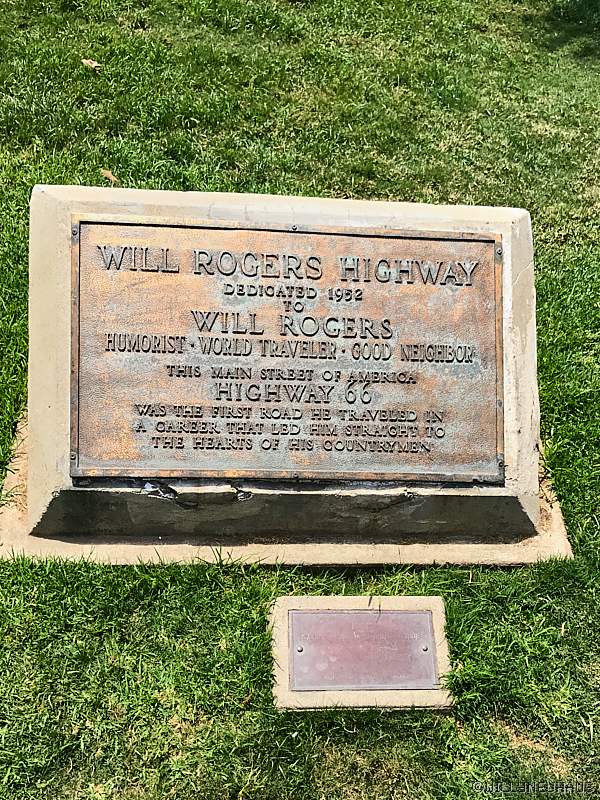 WILL ROGERS HIGHWAY
DEDICATED 1952
TO
WILL ROGERS
HUMORIST · WORLD TRAVELER · GOOD NEIGHBOR
THIS MAIN STREET OF AMERICA
HIGHWAY 66
WAS THE FIRST ROAD HE TRAVELED IN
A CAREER THAT LED HIM STRAIGHT TO
THE HEARTS OF HIS COUNTRYMEN